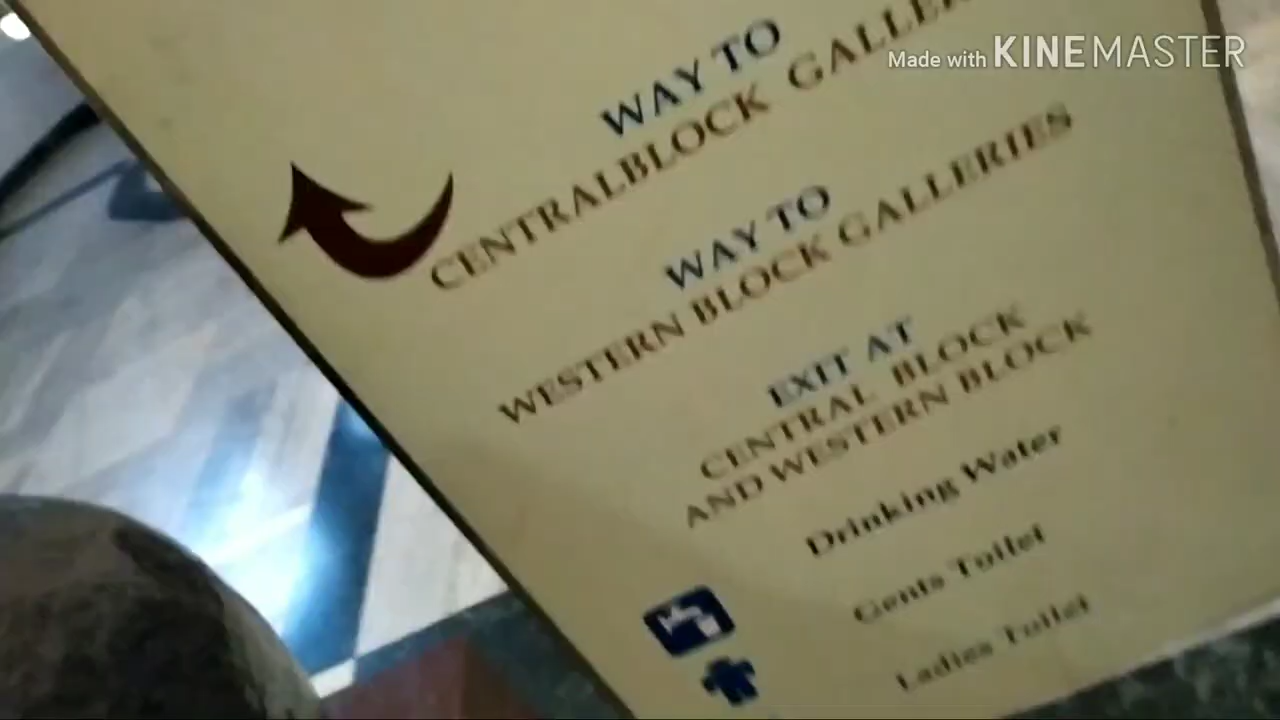 Made with KINEMASTER
WAY TO
CENTRALBLOCK
WAY TO
WESTERN BLOCK GALLERIES
EXIT AT
CENTRAL BLOCK
AND WESTERN BLOCK
Drinking Water
Gents Toilet
Ladies Toilet